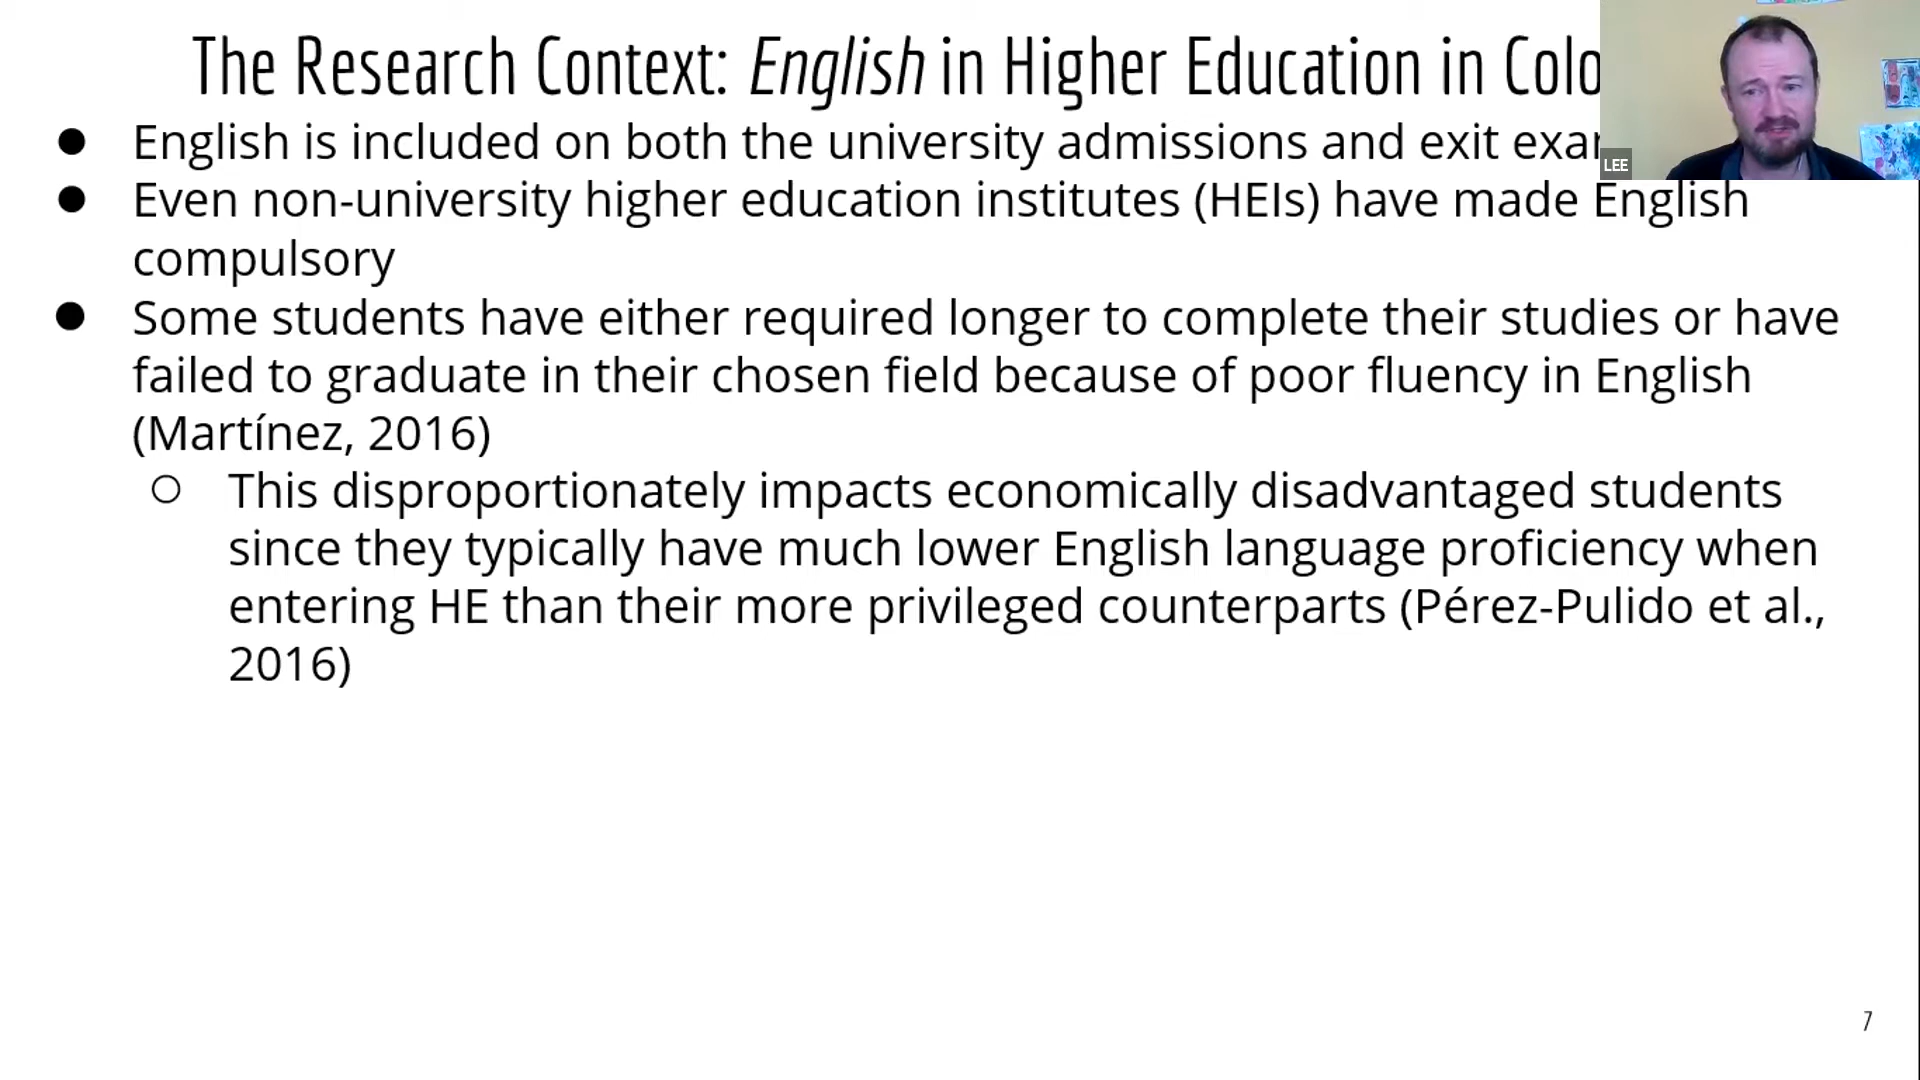 The Research Context: English in Higher Education in Colo
● English is included on both the university admissions and exit exa
● Even non-university higher education institutes (HEIs) have made English
compulsory
● Some students have either required longer to complete their studies or have
failed to graduate in their chosen field because of poor fluency in English
(Martínez, 2016)
○ This disproportionately impacts economically disadvantaged students
since they typically have much lower English language proficiency when
entering HE than their more privileged counterparts (Pérez-Pulido et al.,
2016)
LEE
7